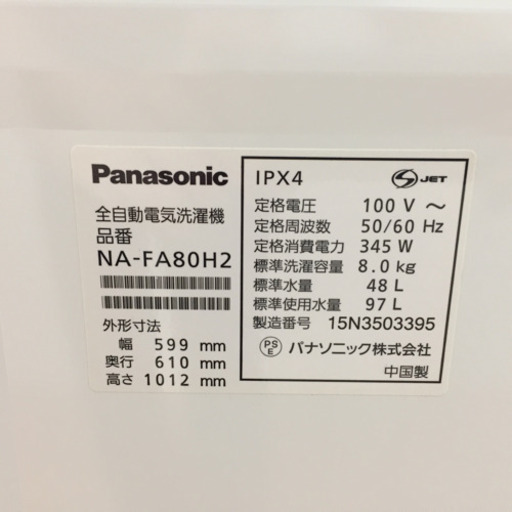 Panasonic
全自動電気洗濯機
品番
NA-FA80H2
外形寸法
幅 599 mm
奥行 610 mm
高さ 1012 mm
IPX4
S JET
定格電圧 100 V ～
定格周波数 50/60 Hz
定格消費電力 345 W
標準洗濯容量 8.0 kg
標準水量 48 L
標準使用水量 97 L
製造番号 15N3503395
PS E パナソニック株式会社
中国製